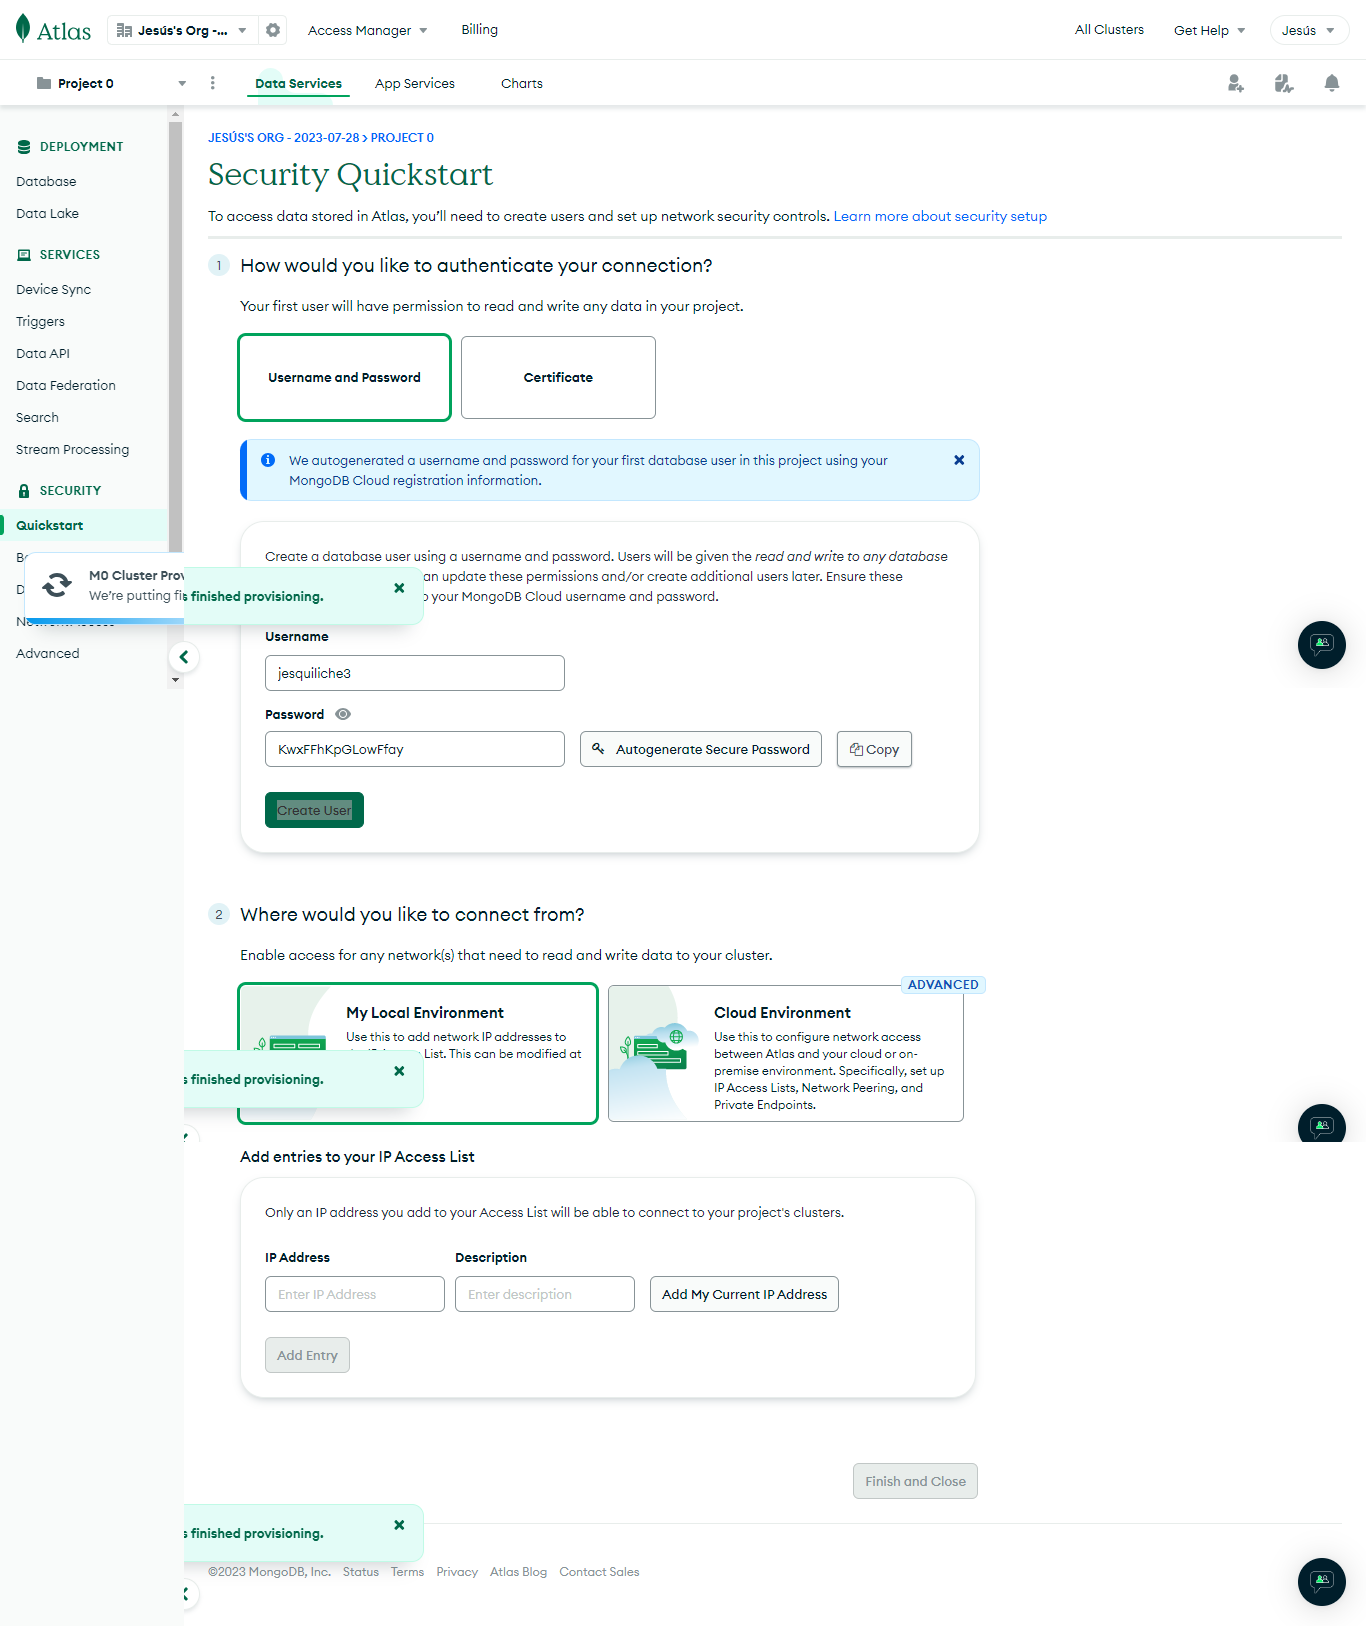 Atlas
Jesús's Org -...
Access Manager
Billing
All Clusters
Get Help
Jesús
Project 0
Data Services
App Services
Charts
DEPLOYMENT
Database
Data Lake
SERVICES
Device Sync
Triggers
Data API
Data Federation
Search
Stream Processing
SECURITY
Quickstart
Advanced
M0 Cluster Prov
We're putting fi
JESÚS'S ORG - 2023-07-28 > PROJECT 0
Security Quickstart
To access data stored in Atlas, you'll need to create users and set up network security controls. Learn more about security setup
1 How would you like to authenticate your connection?
Your first user will have permission to read and write any data in your project.
Username and Password
Certificate
We autogenerated a username and password for your first database user in this project using your
MongoDB Cloud registration information.
Create a database user using a username and password. Users will be given the read and write to any database
an update these permissions and/or create additional users later. Ensure these
s finished provisioning.
o your MongoDB Cloud username and password.
Username
jesquiliche3
Password
KwxFFhKpGLowFfay
Autogenerate Secure Password
Copy
Create User
2 Where would you like to connect from?
Enable access for any network(s) that need to read and write data to your cluster.
My Local Environment
Use this to add network IP addresses to
List. This can be modified at
s finished provisioning.
ADVANCED
Cloud Environment
Use this to configure network access
between Atlas and your cloud or on-
premise environment. Specifically, set up
IP Access Lists, Network Peering, and
Private Endpoints.
Add entries to your IP Access List
Only an IP address you add to your Access List will be able to connect to your project's clusters.
IP Address
Description
Enter IP Address
Enter description
Add My Current IP Address
Add Entry
Finish and Close
s finished provisioning.
©2023 MongoDB, Inc. Status Terms Privacy Atlas Blog Contact Sales